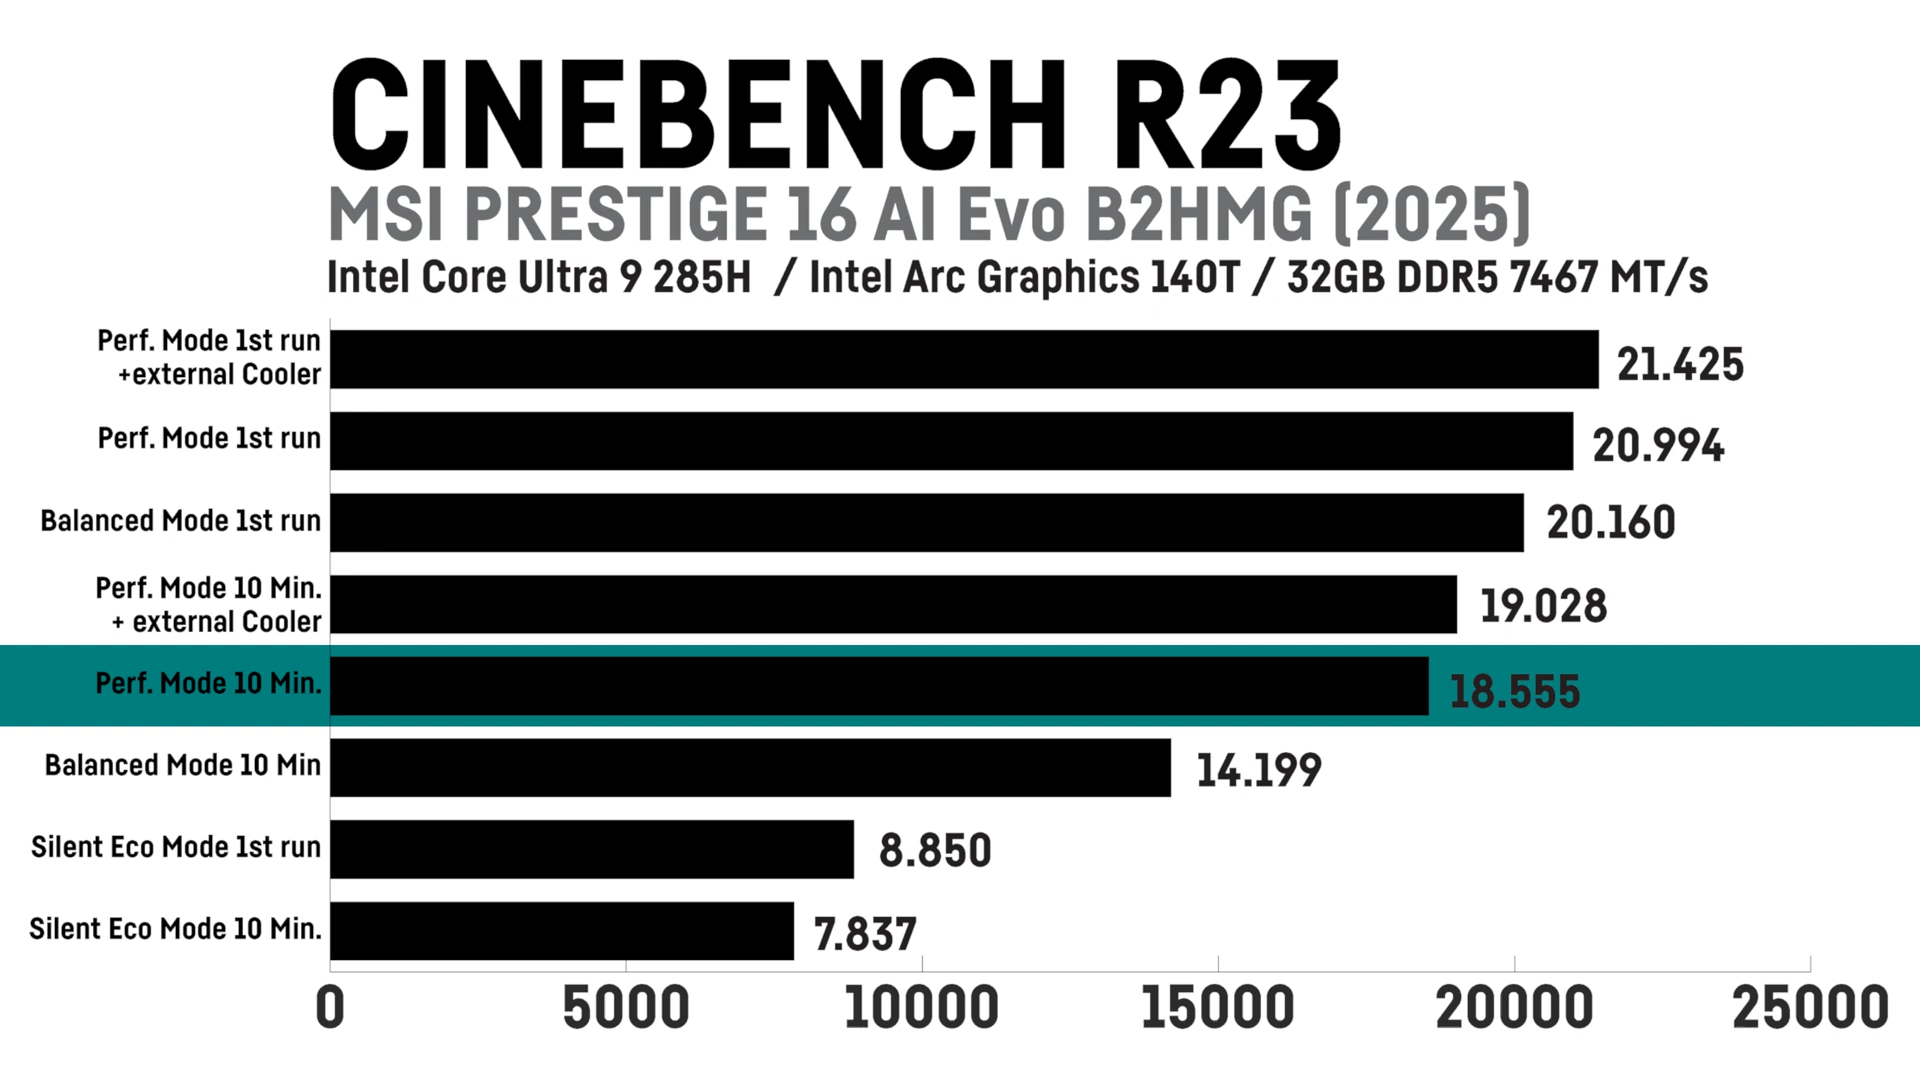 CINEBENCH R23
MSI PRESTIGE 16 AI Evo B2HMG (2025)
Intel Core Ultra 9 285H / Intel Arc Graphics 140T / 32GB DDR5 7467 MT/s
Perf. Mode 1st run
+external Cooler
21.425
Perf. Mode 1st run
20.994
Balanced Mode 1st run
20.160
Perf. Mode 10 Min.
+ external Cooler
19.028
Perf. Mode 10 Min.
18.555
Balanced Mode 10 Min
14.199
Silent Eco Mode 1st run
8.850
Silent Eco Mode 10 Min.
7.837
0 5000 10000 15000 20000 25000